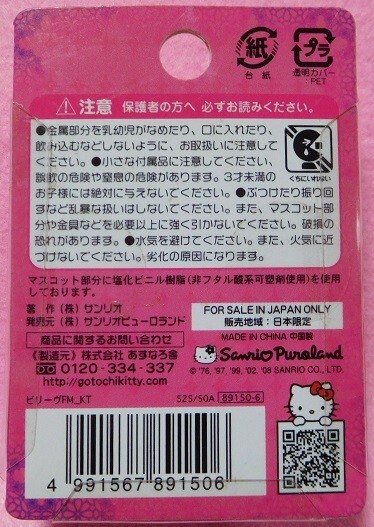 紙
台紙
プラ
透明カバー
:PET
注意 保護者の方へ 必ずお読みください。
●金属部分を乳幼児がなめたり、口に入れたり、
飲み込むなどしないように、お取扱いに注意して
ください。●小さな付属品に注意してください。
誤飲の危険や窒息の危険があります。3才未満の
お子様には絶対に与えないでください。●ぶつけたり振り回
すなど乱暴な扱いはしないでください。また、マスコット部
分や金具などを必要以上に強く引かないでください。破損の
恐れがあります。●水気を避けてください。また、火気に近
づけないでください。劣化の原因になります。
くちにいれない
マスコット部分に塩化ビニル樹脂(非フタル酸系可塑剤使用)を使用
しております。
著 作 (株) サンリオ
発売元 (株) サンリオピューロランド
商品に関するお問い合わせ
《製造元》 株式会社 あすなろ舎
0120-334-337
http://gotochikitty.com
FOR SALE IN JAPAN ONLY
販売地域:日本限定
MADE IN CHINA 中国製
Sanrio Puroland
© '76, '97, '99, '02, '08 SANRIO CO., LTD.
ビリーヴFM_KT
S25/50A 89150-6
4 991567 891506